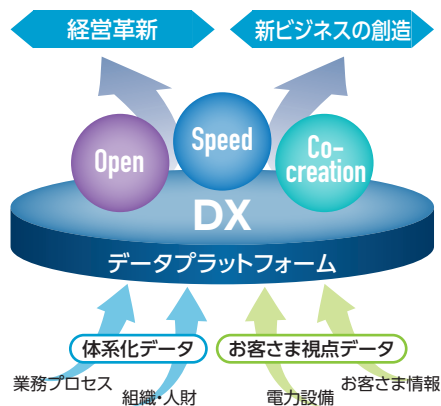 経営革新
新ビジネスの創造
Open
Speed
Co-
creation
DX
データプラットフォーム
体系化データ
お客さま視点データ
業務プロセス
組織・人財
電力設備
お客さま情報